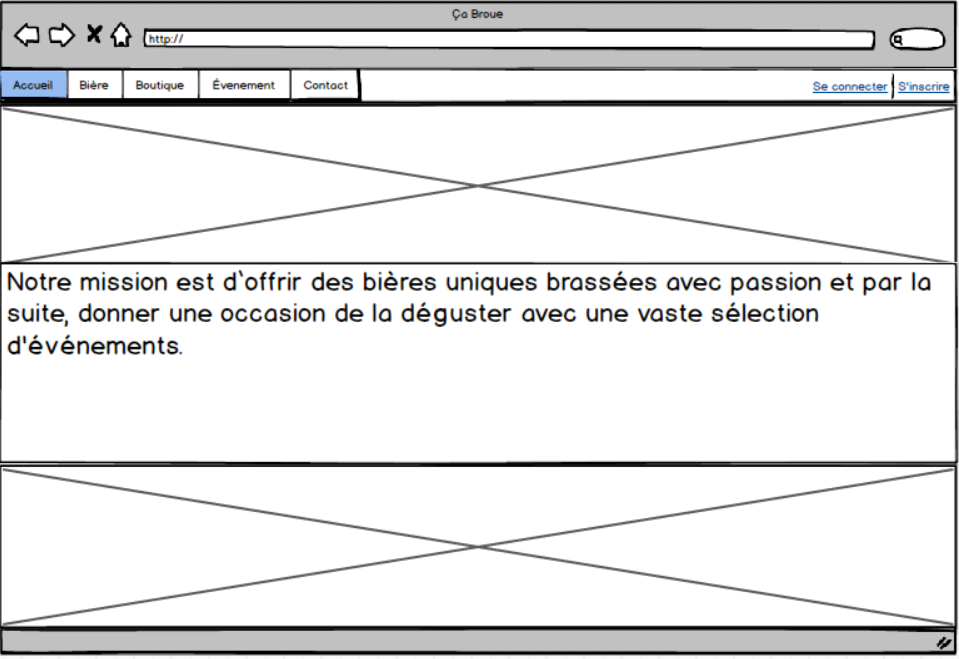 Ça Broue
http://
Accueil Bière Boutique Évenement Contact Se connecter S'inscrire
Notre mission est d`offrir des bières uniques brassées avec passion et par la
suite, donner une occasion de la déguster avec une vaste sélection
d'événements.